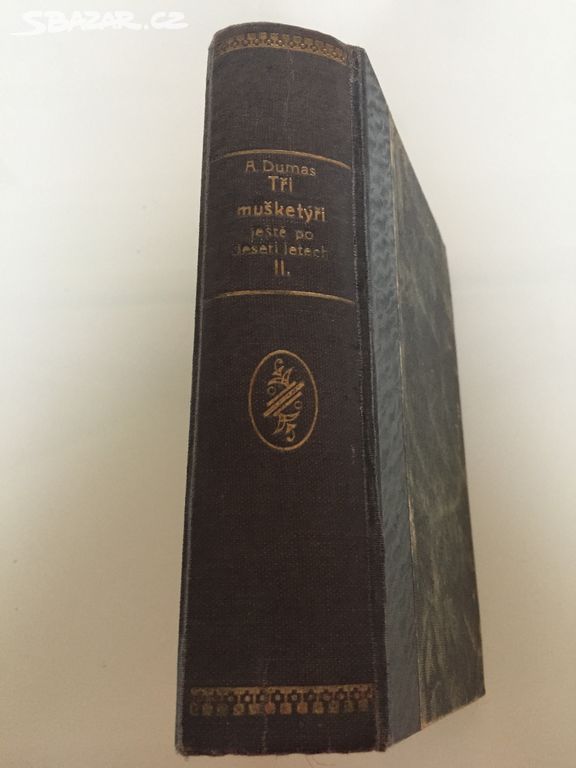 SBAZAR.CZ
A. Dumas
Tři
mušketýři
ještě po
deseti letech
II.